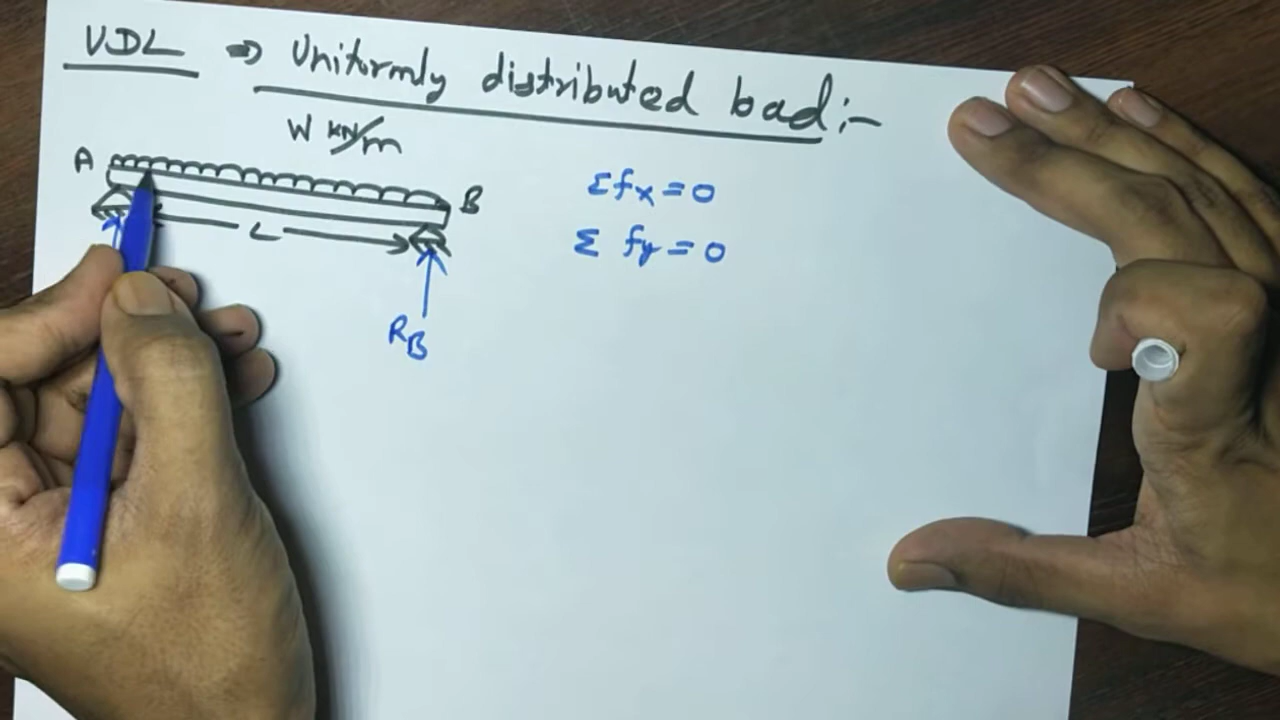 UDL ⇒ Uniformly distributed load :-
W kN/m
A
B
L
Σfx = 0
Σ fy = 0
RB